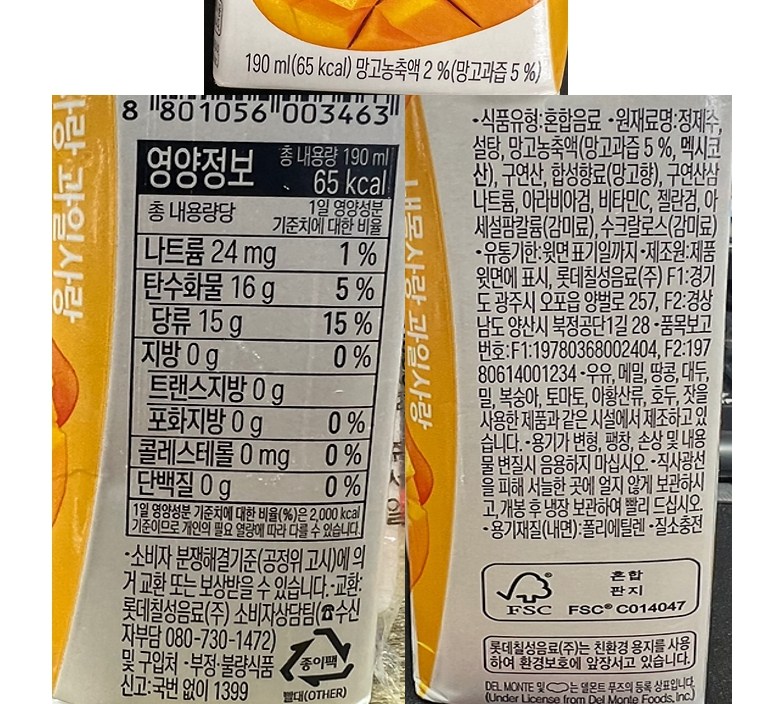 190 ml(65 kcal) 망고농축액 2 %(망고과즙 5 %)
사랑 과일사랑
8 801056 003463
영양정보
총 내용량 190 ml
65 kcal
총 내용량당
1일 영양성분
기준치에 대한 비율
나트륨 24 mg 1 %
탄수화물 16 g 5 %
당류 15 g 15 %
지방 0 g 0 %
트랜스지방 0 g
포화지방 0 g 0 %
콜레스테롤 0 mg 0 %
단백질 0 g 0 %
1일 영양성분 기준치에 대한 비율(%)은 2,000 kcal
기준이므로 개인의 필요 열량에 따라 다를 수 있습니다.
•소비자 분쟁해결기준(공정위 고시)에 의
거 교환 또는 보상받을 수 있습니다. •교환:
롯데칠성음료(주) 소비자상담팀(☎수신
자부담 080-730-1472)
및 구입처 •부정·불량식품
신고:국번 없이 1399
종이팩
빨대(OTHER)
사랑 과일사랑
•식품유형:혼합음료 •원재료명:정제수,
설탕, 망고농축액(망고과즙 5 %, 멕시코
산), 구연산, 합성향료(망고향), 구연산삼
나트륨, 아라비아검, 비타민C, 젤란검, 아
세설팜칼륨(감미료), 수크랄로스(감미료)
•유통기한:윗면 표기일까지 •제조원:제품
윗면에 표시, 롯데칠성음료(주) F1:경기
도 광주시 오포읍 양벌로 257, F2:경상
남도 양산시 북정공단1길 28 •품목보고
번호:F1:19780368002404, F2:197
80614001234 •우유, 메밀, 땅콩, 대두,
밀, 복숭아, 토마토, 아황산류, 호두, 잣을
사용한 제품과 같은 시설에서 제조하고 있
습니다. •용기가 변형, 팽창, 손상 및 내용
물 변질시 음용하지 마십시오. •직사광선
을 피해 서늘한 곳에 얼지 않게 보관하시
고, 개봉 후 냉장 보관하여 빨리 드십시오.
•용기재질(내면):폴리에틸렌 •질소충전
FSC
혼합
판지
FSC® C014047
롯데칠성음료(주)는 친환경 용지를 사용
하여 환경보호에 앞장서고 있습니다.
DEL MONTE 및 는 델몬트 푸즈의 등록 상표입니다.
(Under License from Del Monte Foods, Inc.)